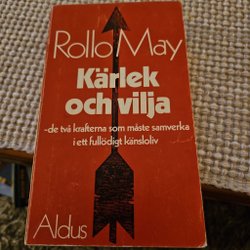 Rollo May
Kärlek
och vilja
-de två krafterna som måste samverka
i ett fullödigt känsloliv
Aldus